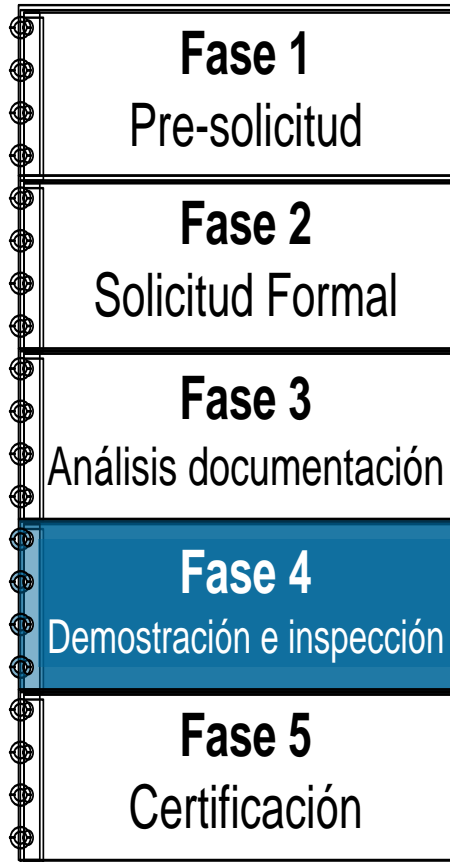 Fase 1
Pre-solicitud
Fase 2
Solicitud Formal
Fase 3
Análisis documentación
Fase 4
Demostración e inspección
Fase 5
Certificación